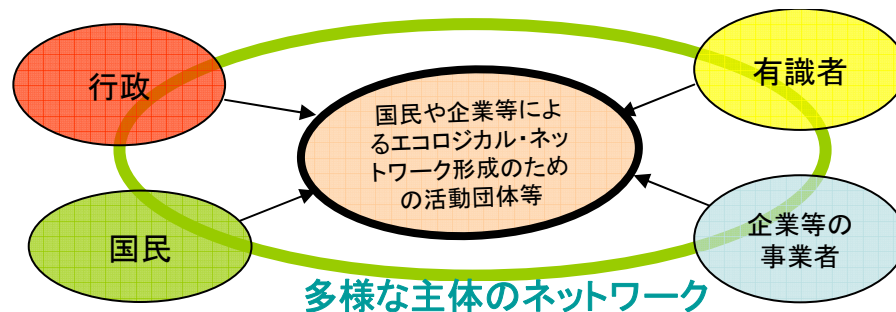 行政
有識者
国民や企業等によ
るエコロジカル・ネッ
トワーク形成のため
の活動団体等
国民
企業等の
事業者
多様な主体のネットワーク